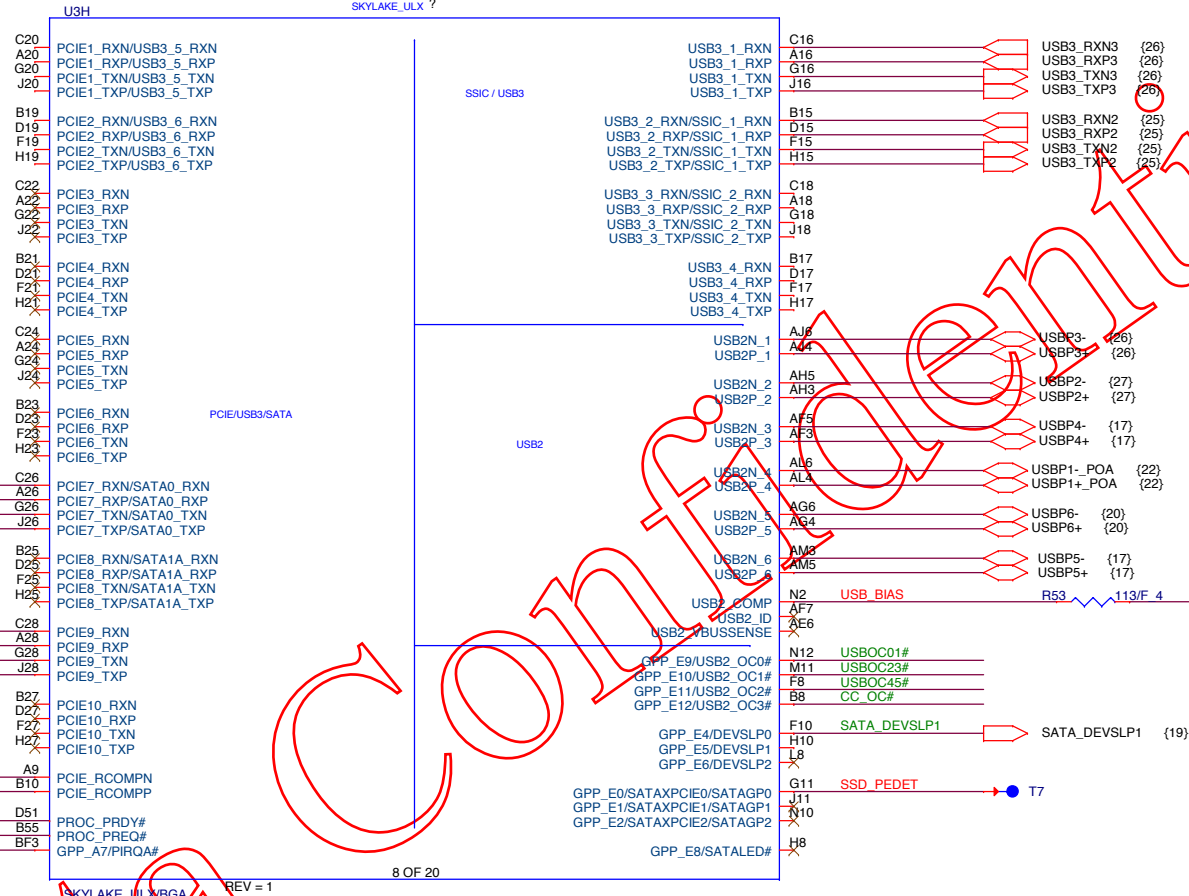 U3H
SKYLAKE_ULX ?
C20 PCIE1_RXN/USB3_5_RXN
A20 PCIE1_RXP/USB3_5_RXP
G20 PCIE1_TXN/USB3_5_TXN
J20 PCIE1_TXP/USB3_5_TXP
B19 PCIE2_RXN/USB3_6_RXN
D19 PCIE2_RXP/USB3_6_RXP
F19 PCIE2_TXN/USB3_6_TXN
H19 PCIE2_TXP/USB3_6_TXP
C22 PCIE3_RXN
A22 PCIE3_RXP
G22 PCIE3_TXN
J22 PCIE3_TXP
B21 PCIE4_RXN
D21 PCIE4_RXP
F21 PCIE4_TXN
H21 PCIE4_TXP
C24 PCIE5_RXN
A24 PCIE5_RXP
G24 PCIE5_TXN
J24 PCIE5_TXP
B23 PCIE6_RXN
D23 PCIE6_RXP
F23 PCIE6_TXN
H23 PCIE6_TXP
C26 PCIE7_RXN/SATA0_RXN
A26 PCIE7_RXP/SATA0_RXP
G26 PCIE7_TXN/SATA0_TXN
J26 PCIE7_TXP/SATA0_TXP
B25 PCIE8_RXN/SATA1A_RXN
D25 PCIE8_RXP/SATA1A_RXP
F25 PCIE8_TXN/SATA1A_TXN
H25 PCIE8_TXP/SATA1A_TXP
C28 PCIE9_RXN
A28 PCIE9_RXP
G28 PCIE9_TXN
J28 PCIE9_TXP
B27 PCIE10_RXN
D27 PCIE10_RXP
F27 PCIE10_TXN
H27 PCIE10_TXP
A9 PCIE_RCOMPN
B10 PCIE_RCOMPP
D51 PROC_PRDY#
B55 PROC_PREQ#
BF3 GPP_A7/PIRQA#
PCIE/USB3/SATA
SSIC / USB3
USB2
USB3_1_RXN C16 USB3_RXN3 {26}
USB3_1_RXP A16 USB3_RXP3 {26}
USB3_1_TXN G16 USB3_TXN3 {26}
USB3_1_TXP J16 USB3_TXP3 {26}
USB3_2_RXN/SSIC_1_RXN B15 USB3_RXN2 {25}
USB3_2_RXP/SSIC_1_RXP D15 USB3_RXP2 {25}
USB3_2_TXN/SSIC_1_TXN F15 USB3_TXN2 {25}
USB3_2_TXP/SSIC_1_TXP H15 USB3_TXP2 {25}
USB3_3_RXN/SSIC_2_RXN C18
USB3_3_RXP/SSIC_2_RXP A18
USB3_3_TXN/SSIC_2_TXN G18
USB3_3_TXP/SSIC_2_TXP J18
USB3_4_RXN B17
USB3_4_RXP D17
USB3_4_TXN F17
USB3_4_TXP H17
USB2N_1 AJ6 USBP3- {26}
USB2P_1 AJ4 USBP3+ {26}
USB2N_2 AH5 USBP2- {27}
USB2P_2 AH3 USBP2+ {27}
USB2N_3 AF5 USBP4- {17}
USB2P_3 AF3 USBP4+ {17}
USB2N_4 AL6 USBP1-_POA {22}
USB2P_4 AL4 USBP1+_POA {22}
USB2N_5 AG6 USBP6- {20}
USB2P_5 AG4 USBP6+ {20}
USB2N_6 AM3 USBP5- {17}
USB2P_6 AM5 USBP5+ {17}
USB2_COMP N2 USB_BIAS R53 113/F_4
USB2_ID AF7
USB2_VBUSSENSE AE6
GPP_E9/USB2_OC0# N12 USBOC01#
GPP_E10/USB2_OC1# M11 USBOC23#
GPP_E11/USB2_OC2# F8 USBOC45#
GPP_E12/USB2_OC3# B8 CC_OC#
GPP_E4/DEVSLP0 F10 SATA_DEVSLP1 SATA_DEVSLP1 {19}
GPP_E5/DEVSLP1 H10
GPP_E6/DEVSLP2 L8
GPP_E0/SATAXPCIE0/SATAGP0 G11 SSD_PEDET T7
GPP_E1/SATAXPCIE1/SATAGP1 J11
GPP_E2/SATAXPCIE2/SATAGP2 N10
GPP_E8/SATALED# H8
8 OF 20
SKYLAKE_ULX/BGA
REV = 1
Confident